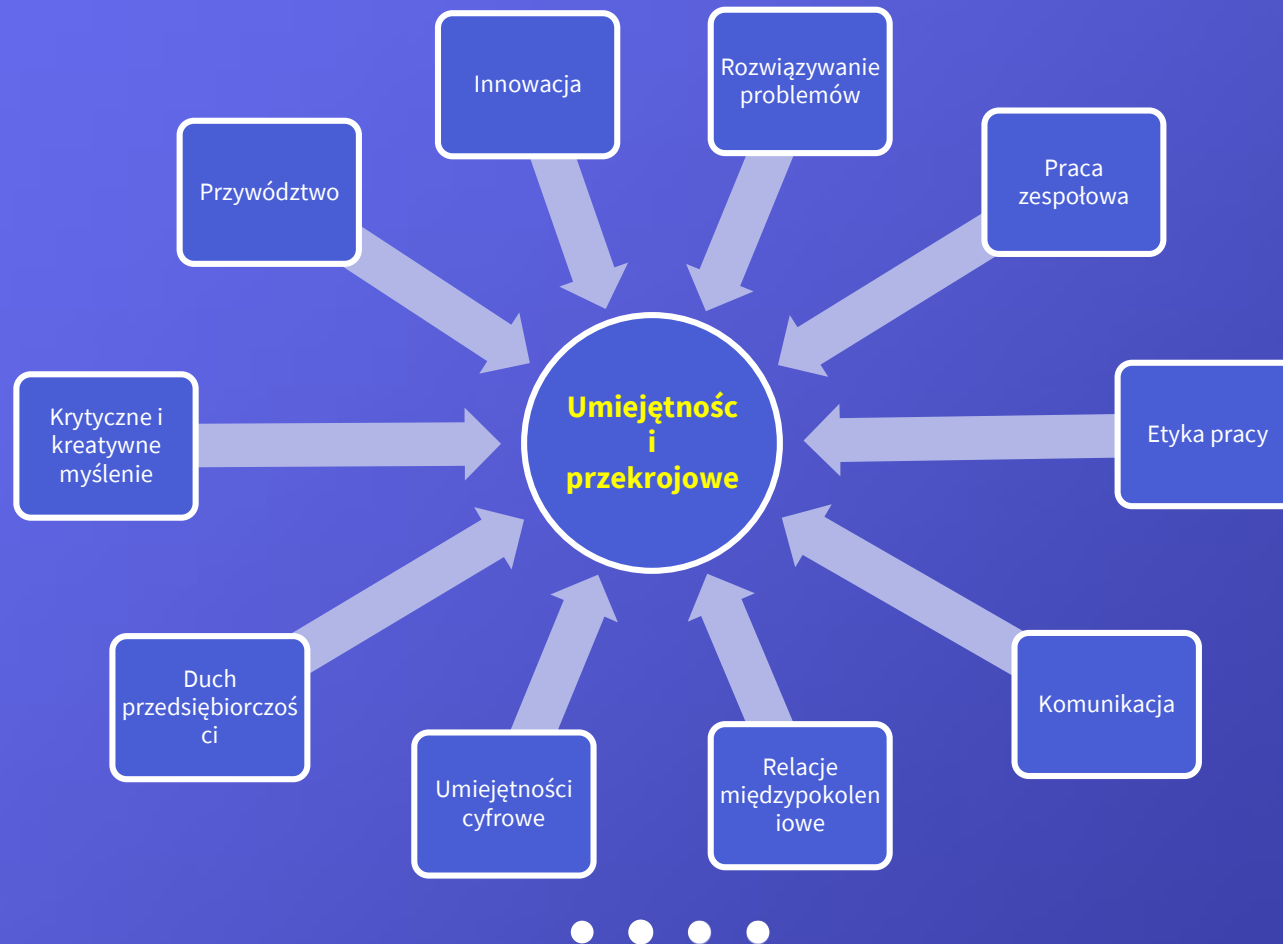 Innowacja
Rozwiązywanie
problemów
Praca
zespołowa
Przywództwo
Krytyczne i
kreatywne
myślenie
Umiejętnośc
i
przekrojowe
Etyka pracy
Duch
przedsiębiorczoś
ci
Komunikacja
Umiejętności
cyfrowe
Relacje
międzypokolen
iowe